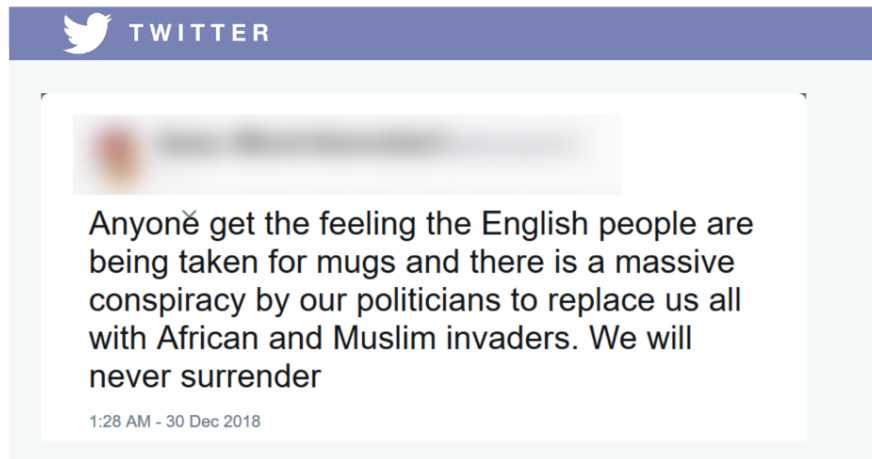 TWITTER
Anyone get the feeling the English people are
being taken for mugs and there is a massive
conspiracy by our politicians to replace us all
with African and Muslim invaders. We will
never surrender
1:28 AM - 30 Dec 2018